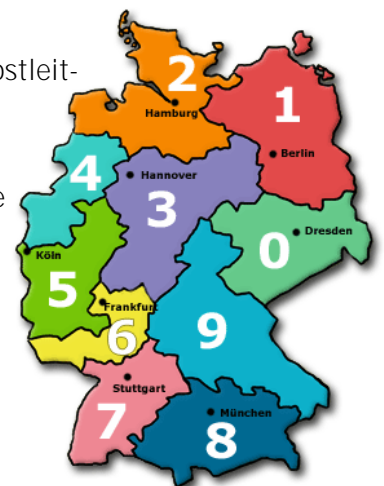 ostleit-
e
2
Hamburg
1
Berlin
4
Hannover
3
Dresden
0
Köln
5
Frankfurt
6
9
Stuttgart
7
München
8